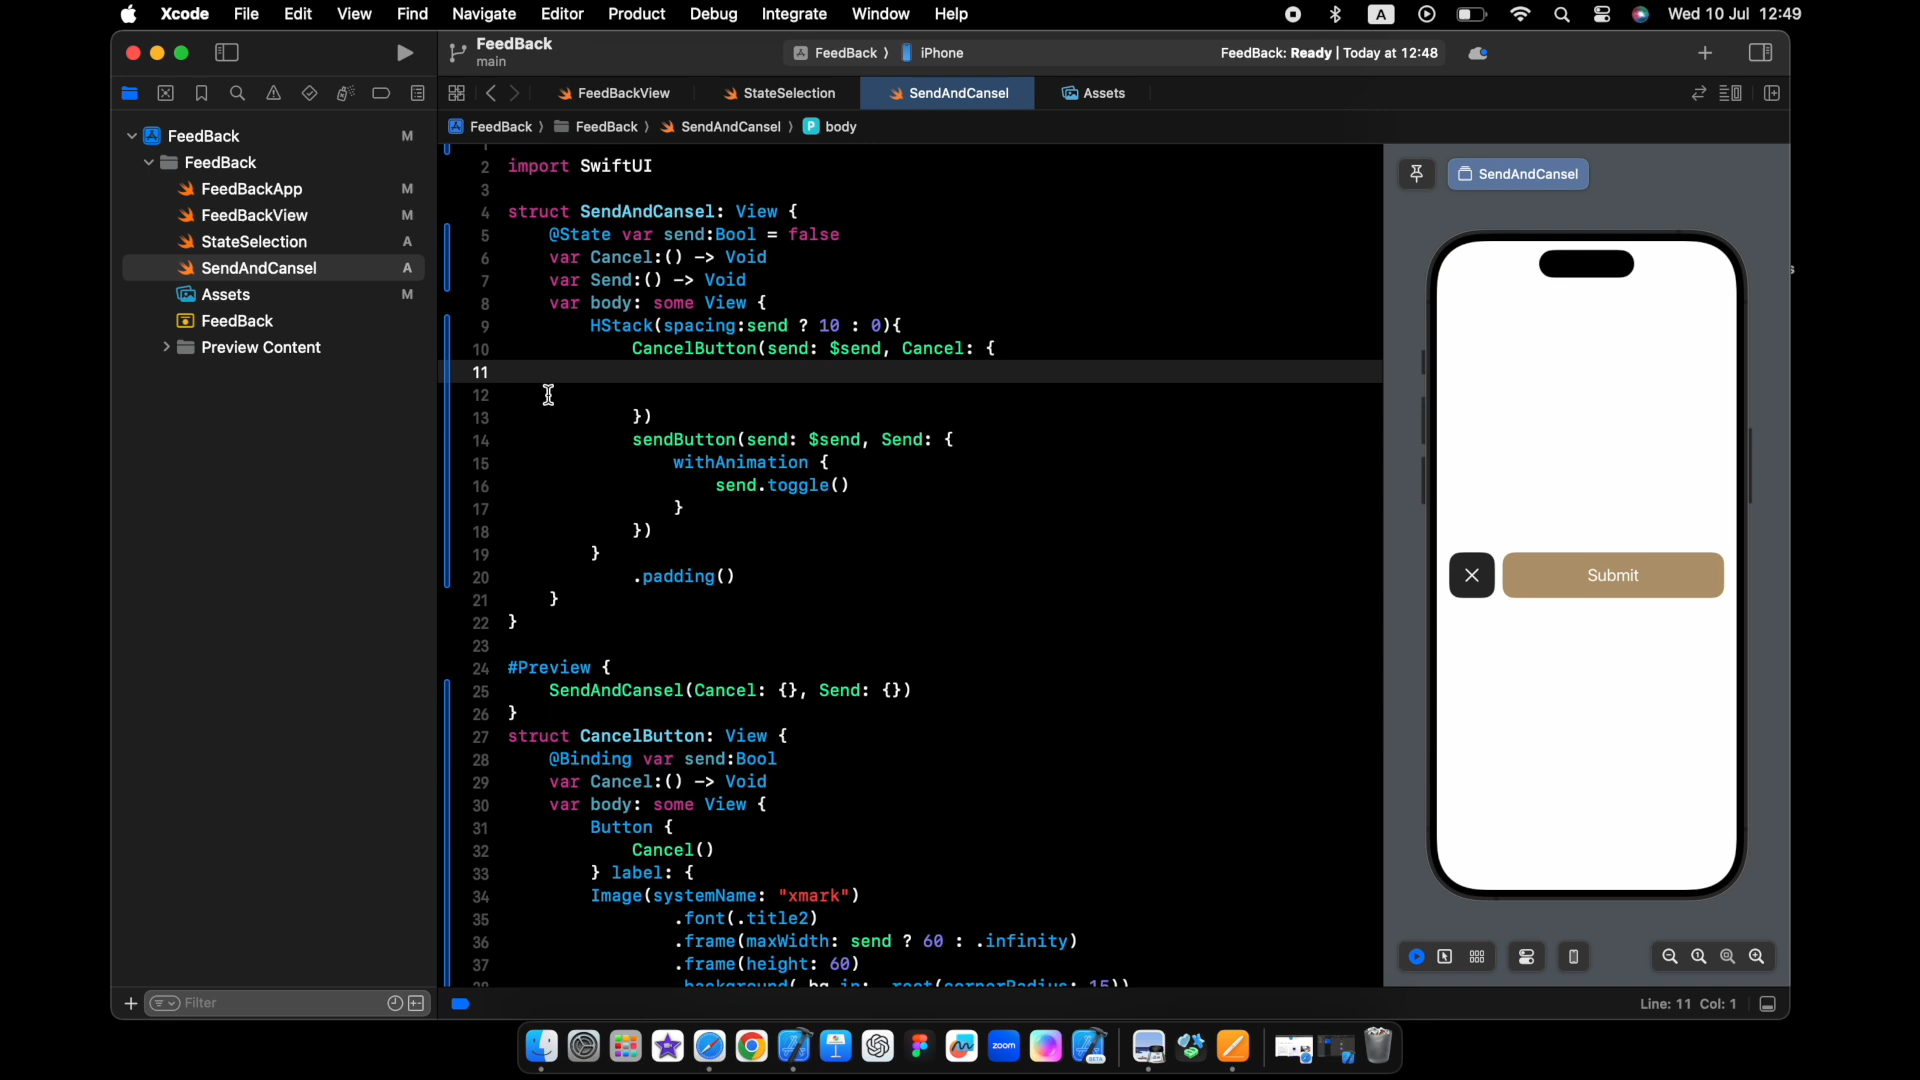 Xcode File Edit View Find Navigate Editor Product Debug Integrate Window Help A Wed 10 Jul 12:49
FeedBack
main
FeedBack 〉 iPhone
FeedBack: Ready | Today at 12:48
FeedBackView StateSelection SendAndCansel Assets
FeedBack 〉 FeedBack 〉 SendAndCansel 〉 P body
FeedBack M
FeedBack
FeedBackApp M
FeedBackView M
StateSelection A
SendAndCansel A
Assets M
FeedBack
Preview Content
2 import SwiftUI
3
4 struct SendAndCansel: View {
5 @State var send:Bool = false
6 var Cancel:() -> Void
7 var Send:() -> Void
8 var body: some View {
9 HStack(spacing:send ? 10 : 0){
10 CancelButton(send: $send, Cancel: {
11
12
13 })
14 sendButton(send: $send, Send: {
15 withAnimation {
16 send.toggle()
17 }
18 })
19 }
20 .padding()
21 }
22 }
23
24 #Preview {
25 SendAndCansel(Cancel: {}, Send: {})
26 }
27 struct CancelButton: View {
28 @Binding var send:Bool
29 var Cancel:() -> Void
30 var body: some View {
31 Button {
32 Cancel()
33 } label: {
34 Image(systemName: "xmark")
35 .font(.title2)
36 .frame(maxWidth: send ? 60 : .infinity)
37 .frame(height: 60)
SendAndCansel
Submit
Filter
Line: 11 Col: 1
zoom
BETA